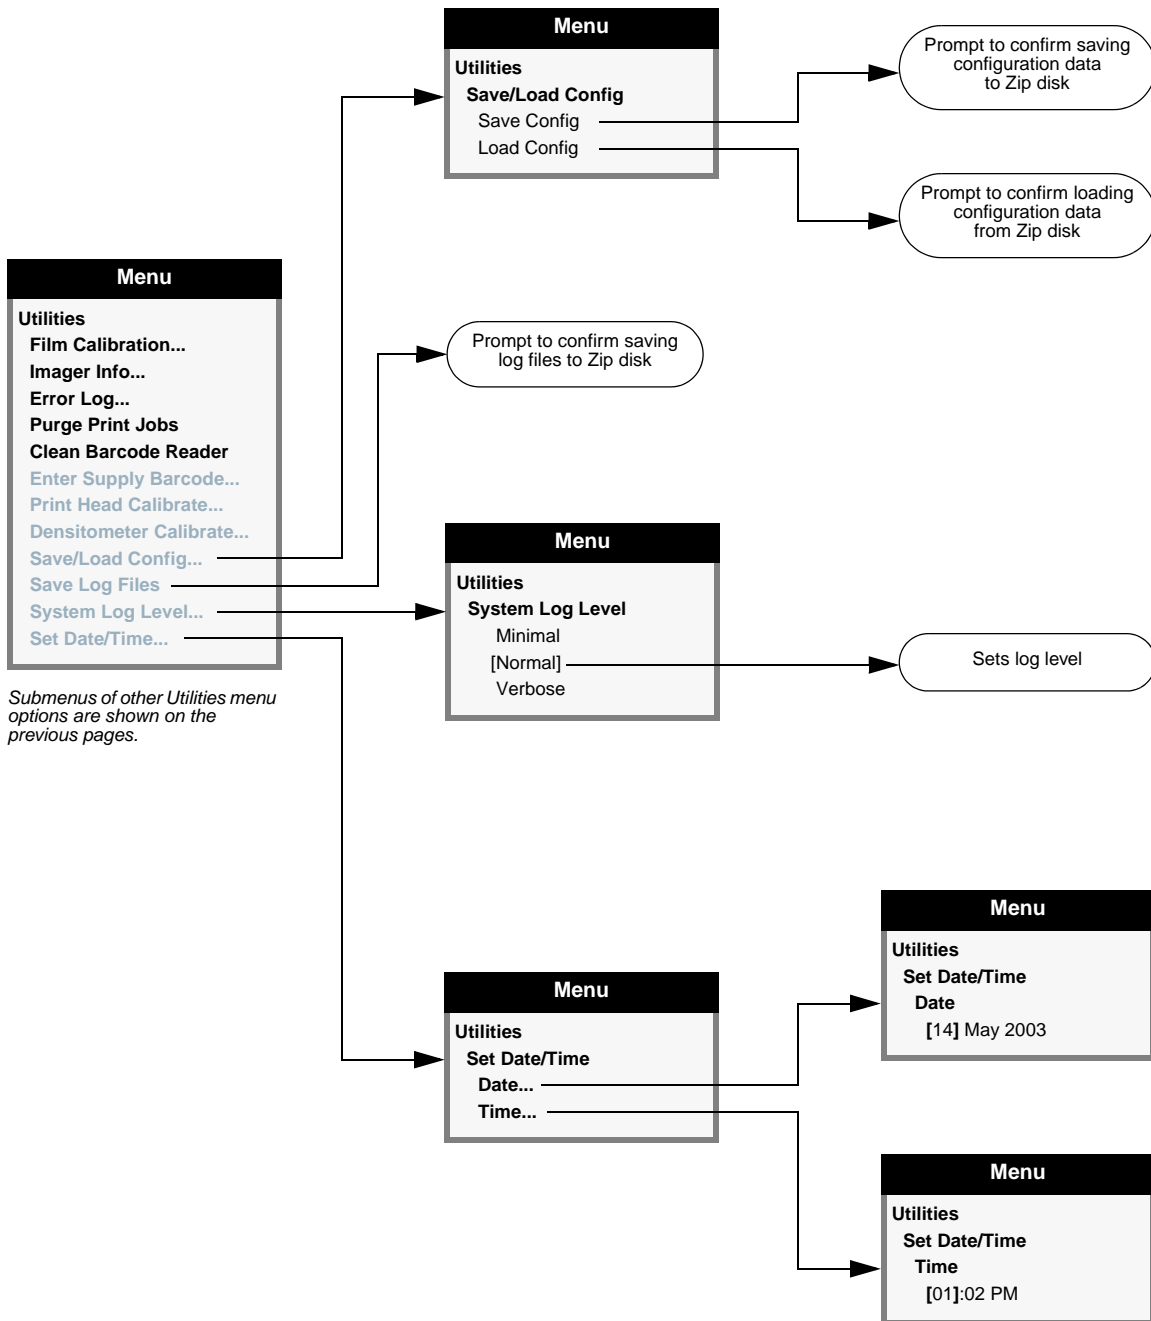 Menu
Utilities
Save/Load Config
Save Config
Load Config
Prompt to confirm saving
configuration data
to Zip disk
Prompt to confirm loading
configuration data
from Zip disk
Menu
Utilities
Film Calibration...
Imager Info...
Error Log...
Purge Print Jobs
Clean Barcode Reader
Enter Supply Barcode...
Print Head Calibrate...
Densitometer Calibrate...
Save/Load Config...
Save Log Files
System Log Level...
Set Date/Time...
Submenus of other Utilities menu
options are shown on the
previous pages.
Prompt to confirm saving
log files to Zip disk
Menu
Utilities
System Log Level
Minimal
[Normal]
Verbose
Sets log level
Menu
Utilities
Set Date/Time
Date...
Time...
Menu
Utilities
Set Date/Time
Date
[14] May 2003
Menu
Utilities
Set Date/Time
Time
[01]:02 PM